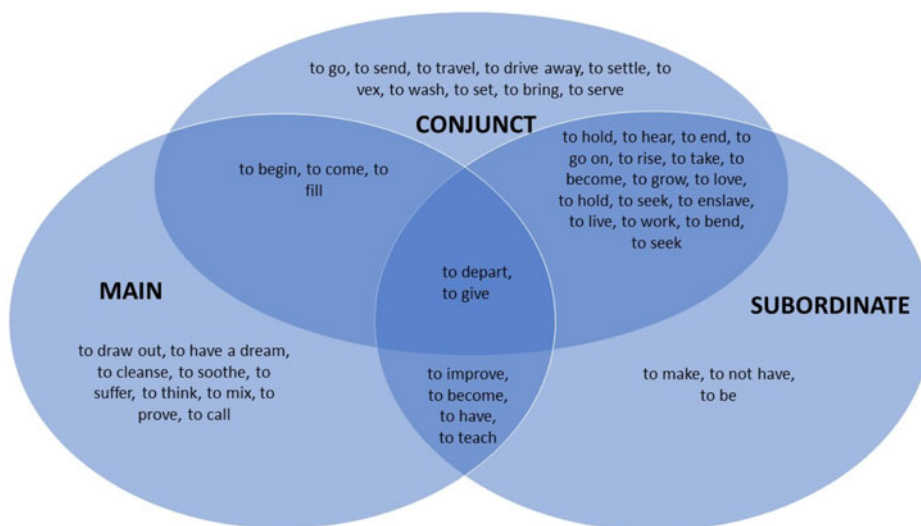 to go, to send, to travel, to drive away, to settle, to
vex, to wash, to set, to bring, to serve
CONJUNCT
to begin, to come, to
fill
to hold, to hear, to end, to
go on, to rise, to take, to
become, to grow, to love,
to hold, to seek, to enslave,
to live, to work, to bend,
to seek
to depart,
to give
MAIN
SUBORDINATE
to draw out, to have a dream,
to cleanse, to soothe, to
suffer, to think, to mix, to
prove, to call
to improve,
to become,
to have,
to teach
to make, to not have,
to be